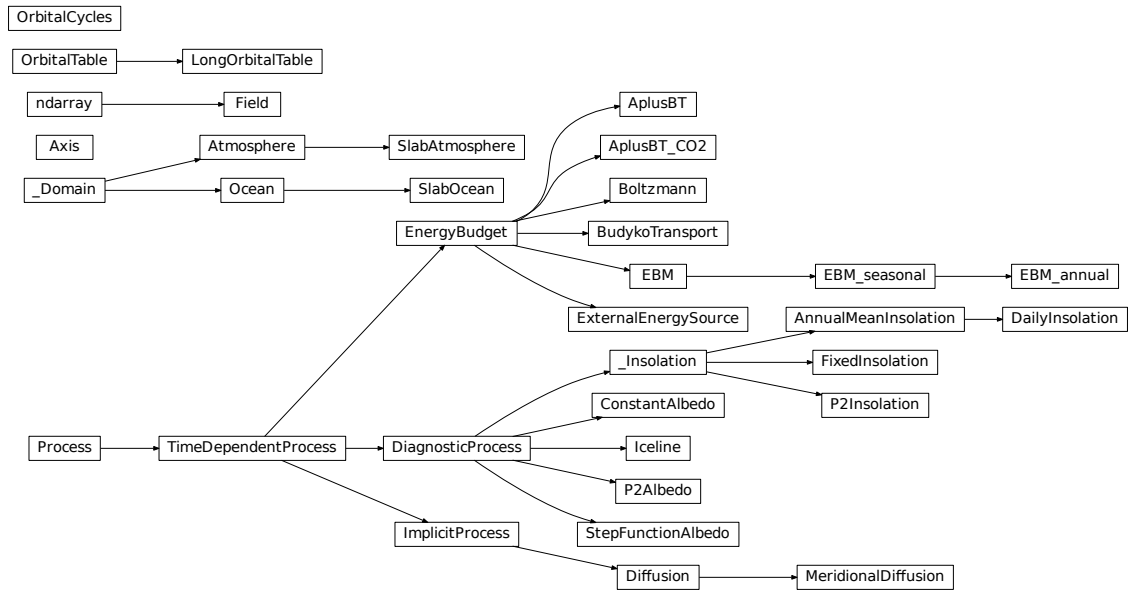 OrbitalCycles
OrbitalTable
LongOrbitalTable
ndarray
Field
AplusBT
Axis
Atmosphere
SlabAtmosphere
AplusBT_CO2
_Domain
Ocean
SlabOcean
Boltzmann
EnergyBudget
BudykoTransport
EBM
EBM_seasonal
EBM_annual
ExternalEnergySource
AnnualMeanInsolation
DailyInsolation
_Insolation
FixedInsolation
ConstantAlbedo
P2Insolation
Process
TimeDependentProcess
DiagnosticProcess
Iceline
P2Albedo
ImplicitProcess
StepFunctionAlbedo
Diffusion
MeridionalDiffusion